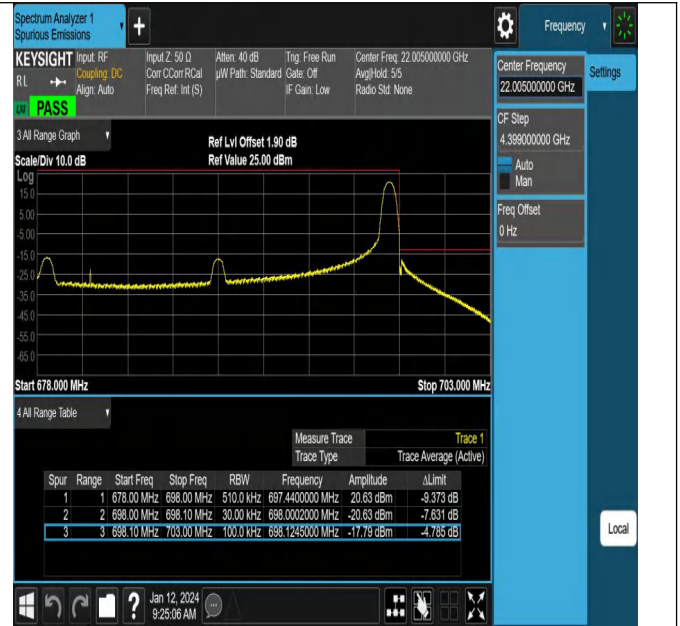 Spectrum Analyzer 1
Spurious Emissions
+
Frequency
KEYSIGHT Input: RF Input Z: 50 Ω Atten: 40 dB Trig: Free Run Center Freq: 22.005000000 GHz
RL Coupling: DC Corr CCorr RCal µW Path: Standard Gate: Off Avg|Hold: 5/5
Align: Auto Freq Ref: Int (S) IF Gain: Low Radio Std: None
PASS
Center Frequency
22.005000000 GHz
Settings
CF Step
4.399000000 GHz
Auto
Man
Freq Offset
0 Hz
3 All Range Graph
Ref Lvl Offset 1.90 dB
Scale/Div 10.0 dB Ref Value 25.00 dBm
Log
15.0
5.00
-5.00
-15.0
-25.0
-35.0
-45.0
-55.0
-65.0
Start 678.000 MHz Stop 703.000 MHz
4 All Range Table
Measure Trace Trace 1
Trace Type Trace Average (Active)
Spur Range Start Freq Stop Freq RBW Frequency Amplitude ΔLimit
1 1 678.00 MHz 698.00 MHz 510.0 kHz 697.4400000 MHz 20.63 dBm -9.373 dB
2 2 698.00 MHz 698.10 MHz 30.00 kHz 698.0002000 MHz -20.63 dBm -7.631 dB
3 3 698.10 MHz 703.00 MHz 100.0 kHz 698.1245000 MHz -17.79 dBm -4.785 dB
Local
? Jan 12, 2024
9:25:06 AM